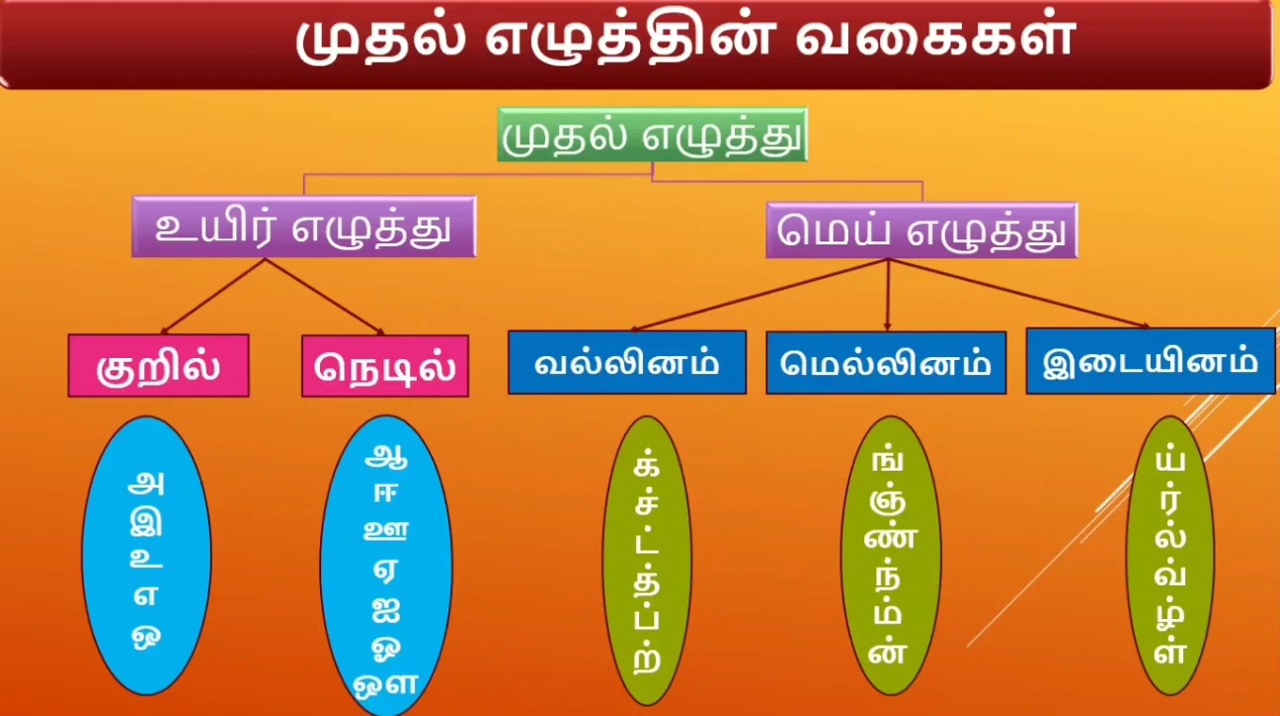 முதல் எழுத்தின் வகைகள்
முதல் எழுத்து
உயிர் எழுத்து
மெய் எழுத்து
குறில்
நெடில்
வல்லினம்
மெல்லினம்
இடையினம்
அ
இ
உ
எ
ஒ
ஆ
ஈ
ஊ
ஏ
ஐ
ஓ
ஔ
க்
ச்
ட்
த்
ப்
ற்
ங்
ஞ்
ண்
ந்
ம்
ன்
ய்
ர்
ல்
வ்
ழ்
ள்